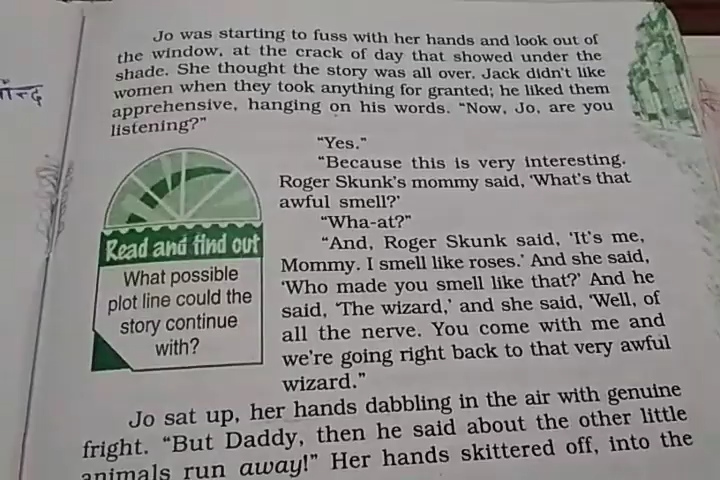 Jo was starting to fuss with her hands and look out of
the window, at the crack of day that showed under the
shade. She thought the story was all over. Jack didn't like
women when they took anything for granted; he liked them
apprehensive, hanging on his words. “Now, Jo, are you
listening?”
“Yes.”
“Because this is very interesting.
Roger Skunk's mommy said, ‘What's that
awful smell?’
“Wha-at?”
“And, Roger Skunk said, ‘It's me,
Mommy. I smell like roses.’ And she said,
‘Who made you smell like that?’ And he
said, ‘The wizard,’ and she said, ‘Well, of
all the nerve. You come with me and
we're going right back to that very awful
wizard.”
Read and find out
What possible
plot line could the
story continue
with?
Jo sat up, her hands dabbling in the air with genuine
fright. “But Daddy, then he said about the other little
animals run away!” Her hands skittered off, into the